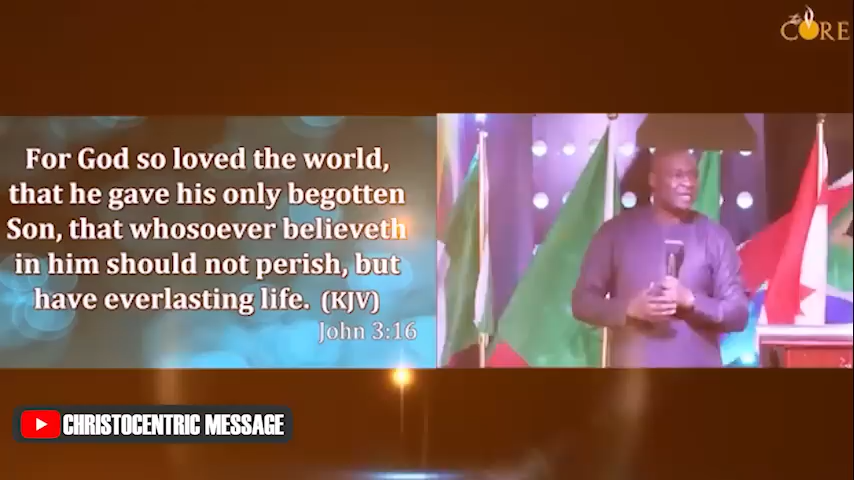 The
CORE
For God so loved the world,
that he gave his only begotten
Son, that whosoever believeth
in him should not perish, but
have everlasting life. (KJV)
John 3:16
CHRISTOCENTRIC MESSAGE